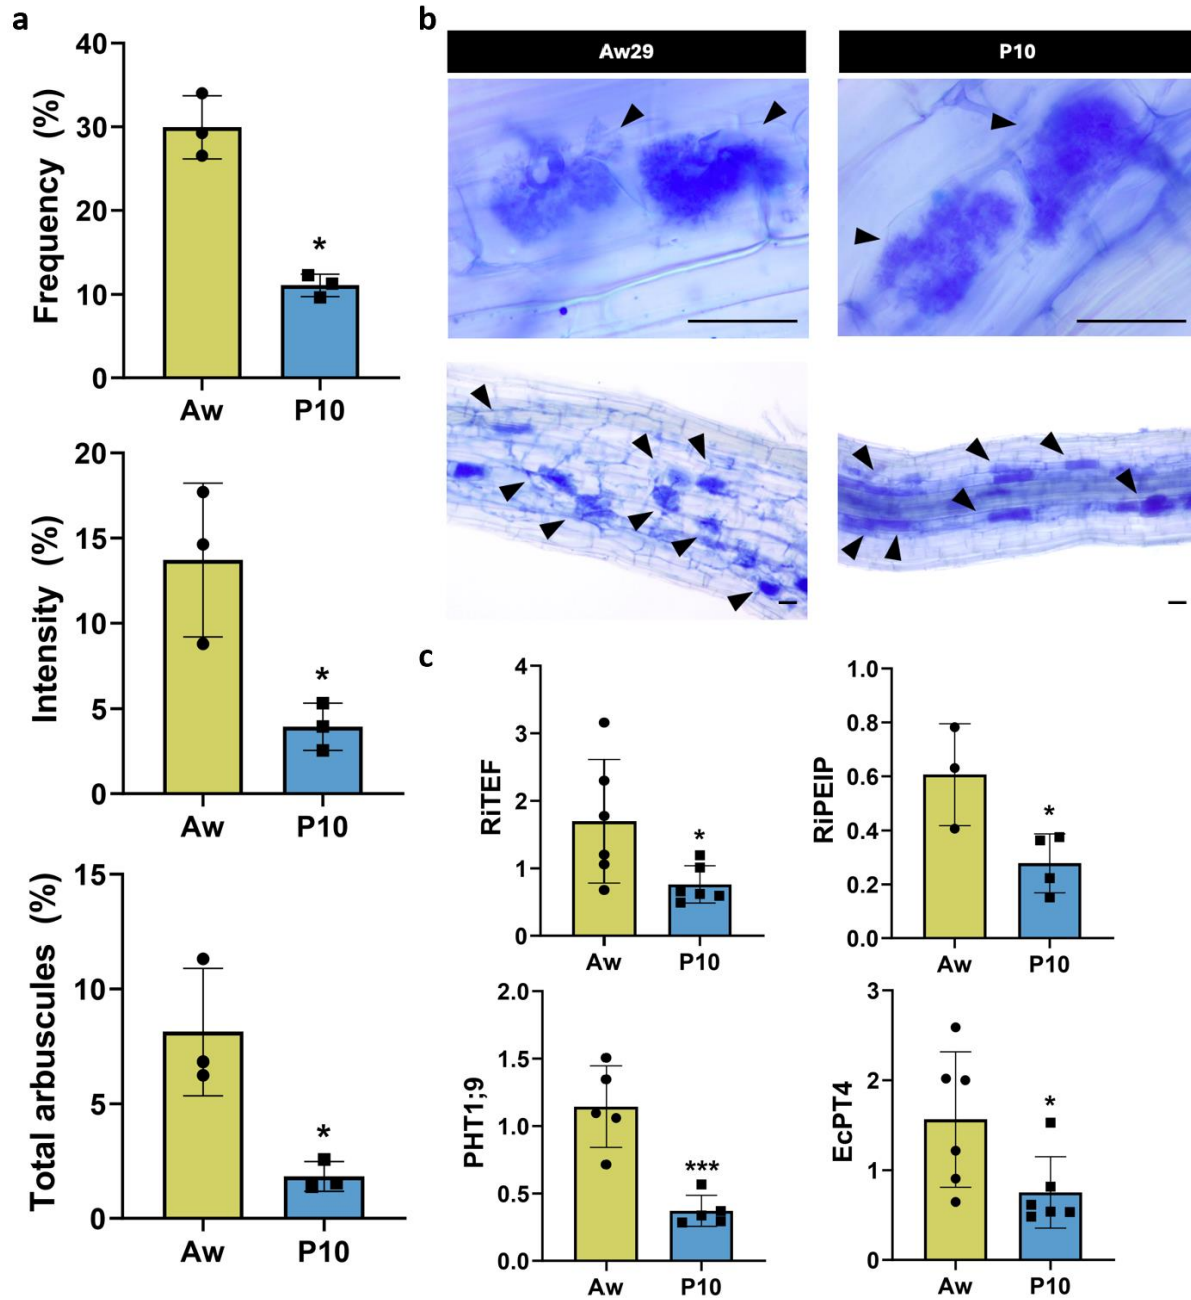 a
Frequency (%)
40
30
20
10
0
*
Aw P10
Intensity (%)
20
15
10
5
0
*
Aw P10
Total arbuscules (%)
15
10
5
0
*
Aw P10
b
Aw29 P10
c
RiTEF
4
3
2
1
0
*
Aw P10
RiPEIP
1.0
0.8
0.6
0.4
0.2
0.0
*
Aw P10
PHT1;9
2.0
1.5
1.0
0.5
0.0
***
Aw P10
EcPT4
3
2
1
0
*
Aw P10